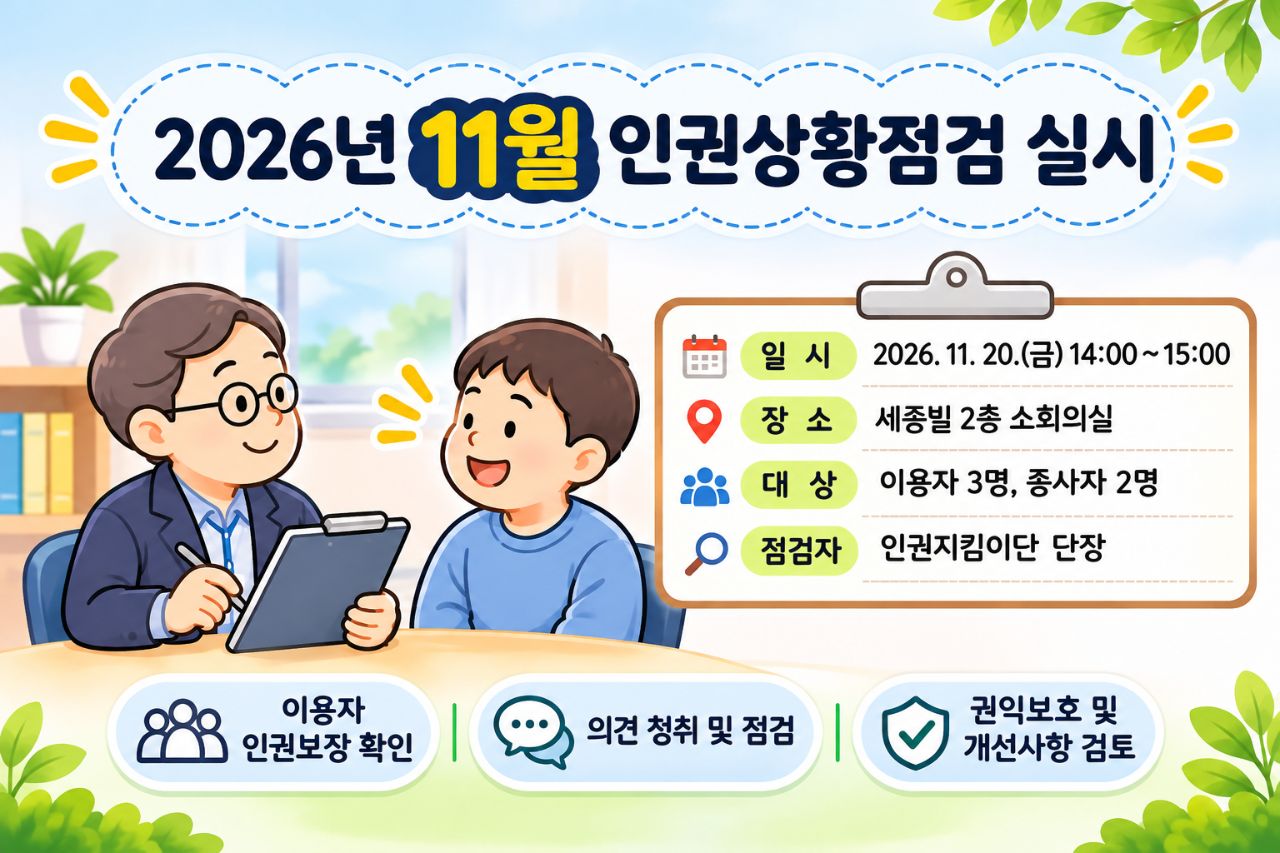 2026년 11월 인권상황점검 실시
일 시 2026. 11. 20.(금) 14:00~15:00
장 소 세종빌 2층 소회의실
대 상 이용자 3명, 종사자 2명
점검자 인권지킴이단 단장
이용자
인권보장 확인
의견 청취 및 점검
권익보호 및
개선사항 검토